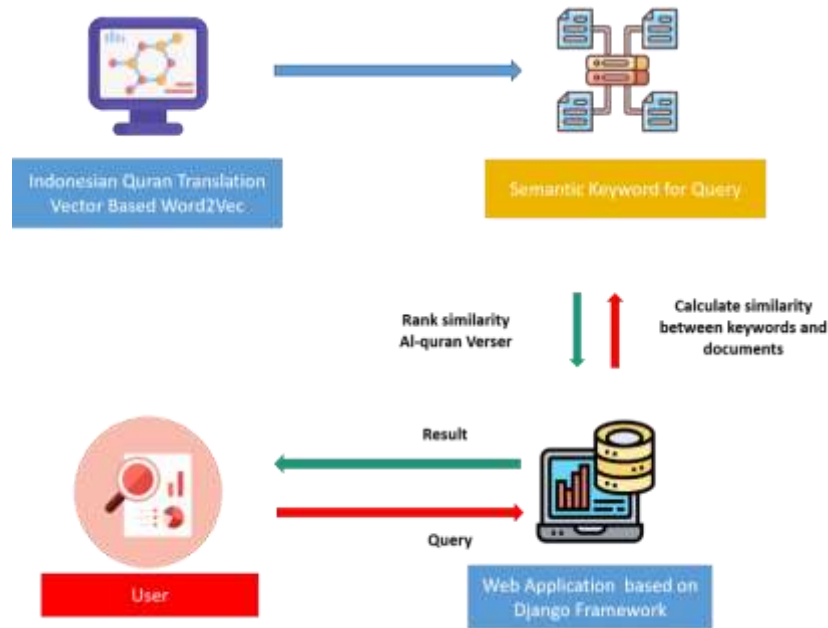 Indonesian Quran Translation
Vector Based Word2Vec
Semantic Keyword for Query
Rank similarity
Al-quran Verser
Calculate similarity
between keywords and
documents
Result
Query
User
Web Application based on
Django Framework